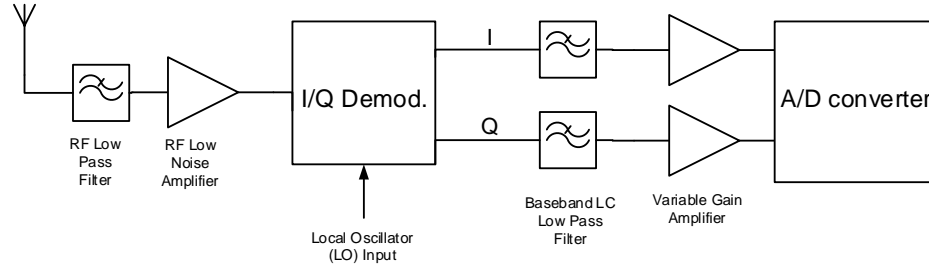 I
I/Q Demod.
A/D converter
Q
RF Low
Pass
Filter
RF Low
Noise
Amplifier
Baseband LC
Low Pass
Filter
Variable Gain
Amplifier
Local Oscillator
(LO) Input